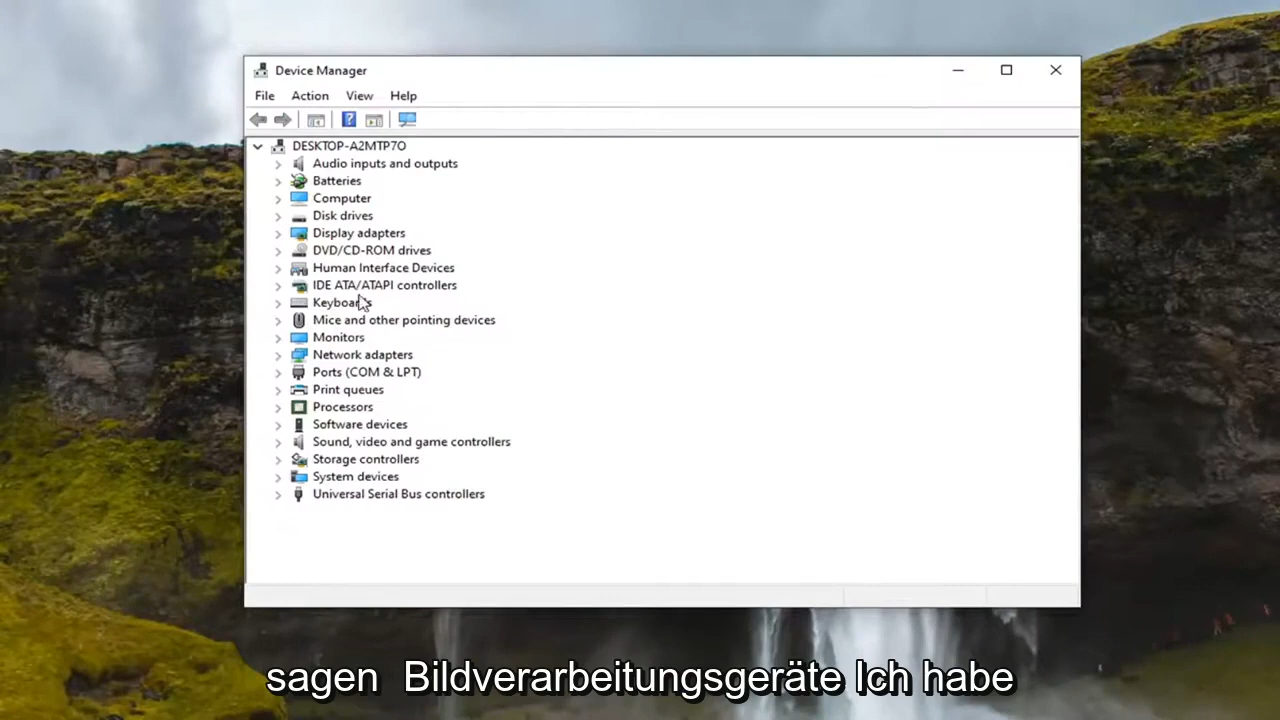 Device Manager
File Action View Help
DESKTOP-A2MTP7O
Audio inputs and outputs
Batteries
Computer
Disk drives
Display adapters
DVD/CD-ROM drives
Human Interface Devices
IDE ATA/ATAPI controllers
Keyboards
Mice and other pointing devices
Monitors
Network adapters
Ports (COM & LPT)
Print queues
Processors
Software devices
Sound, video and game controllers
Storage controllers
System devices
Universal Serial Bus controllers
sagen Bildverarbeitungsgeräte Ich habe